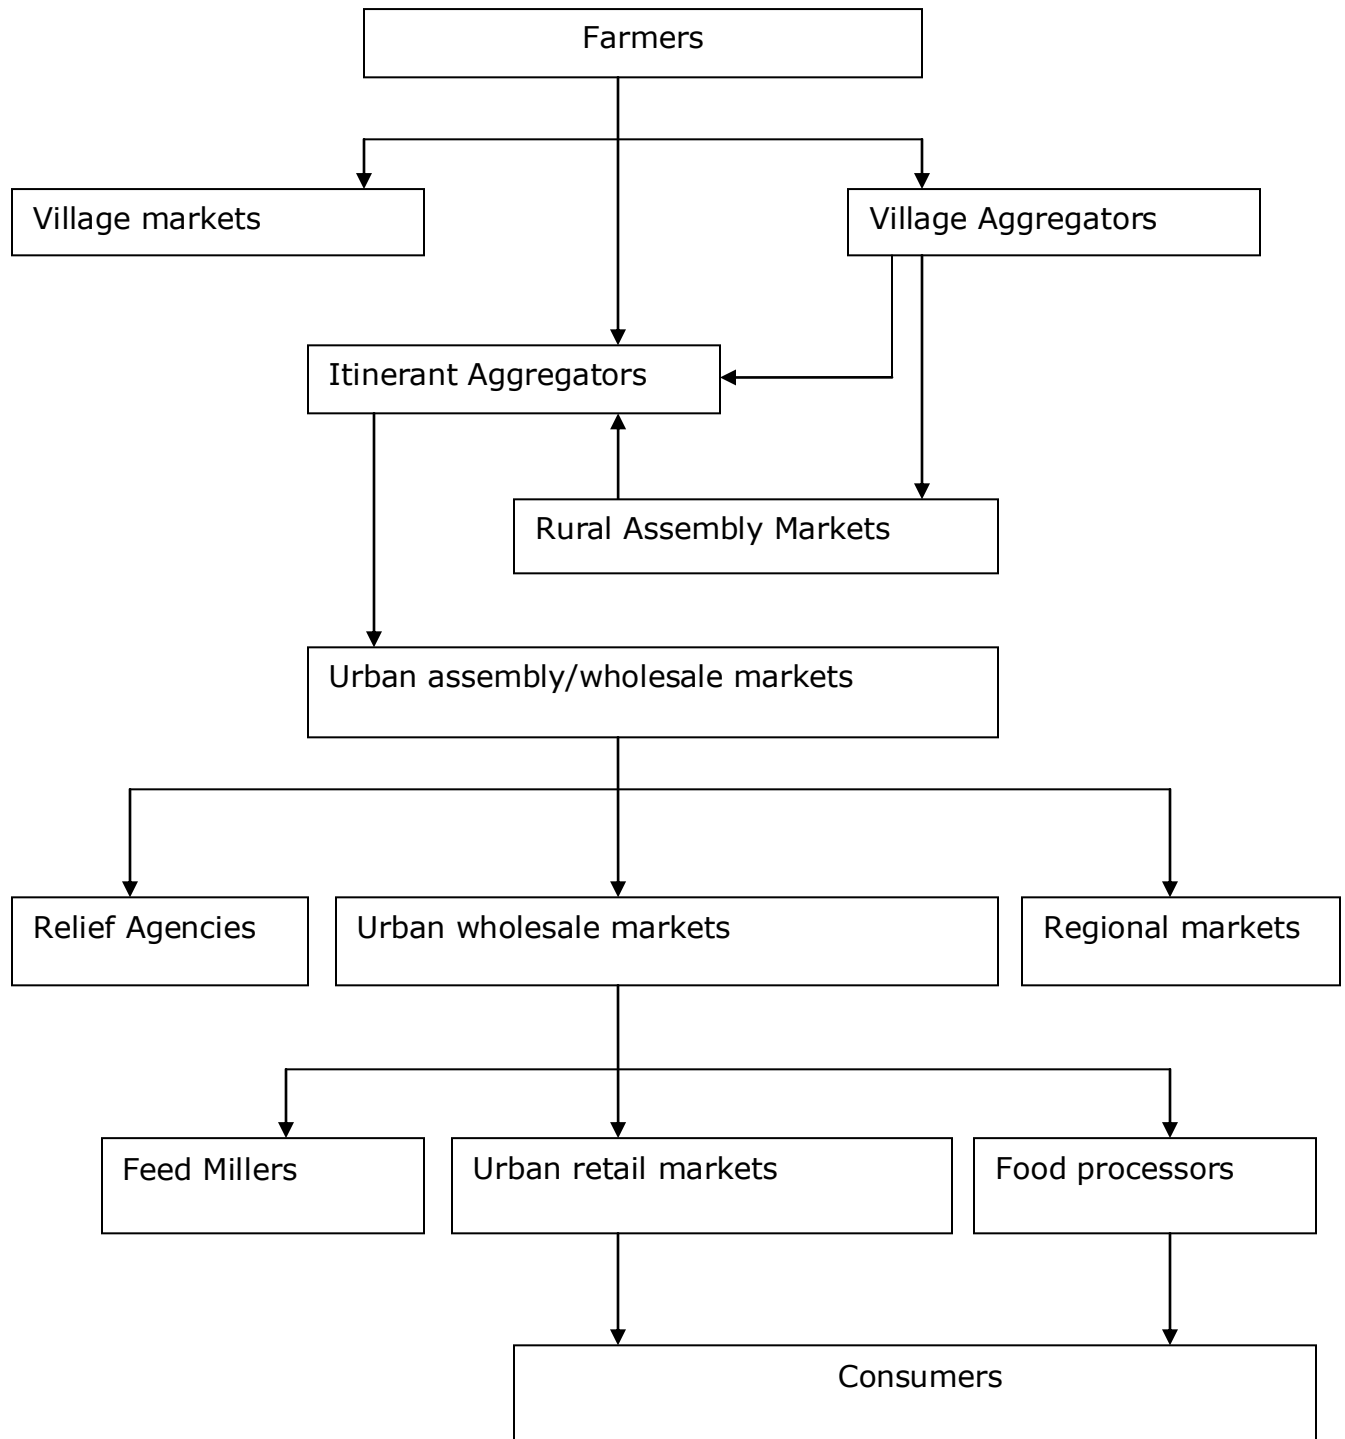 Farmers
Village markets
Village Aggregators
Itinerant Aggregators
Rural Assembly Markets
Urban assembly/wholesale markets
Relief Agencies
Urban wholesale markets
Regional markets
Feed Millers
Urban retail markets
Food processors
Consumers